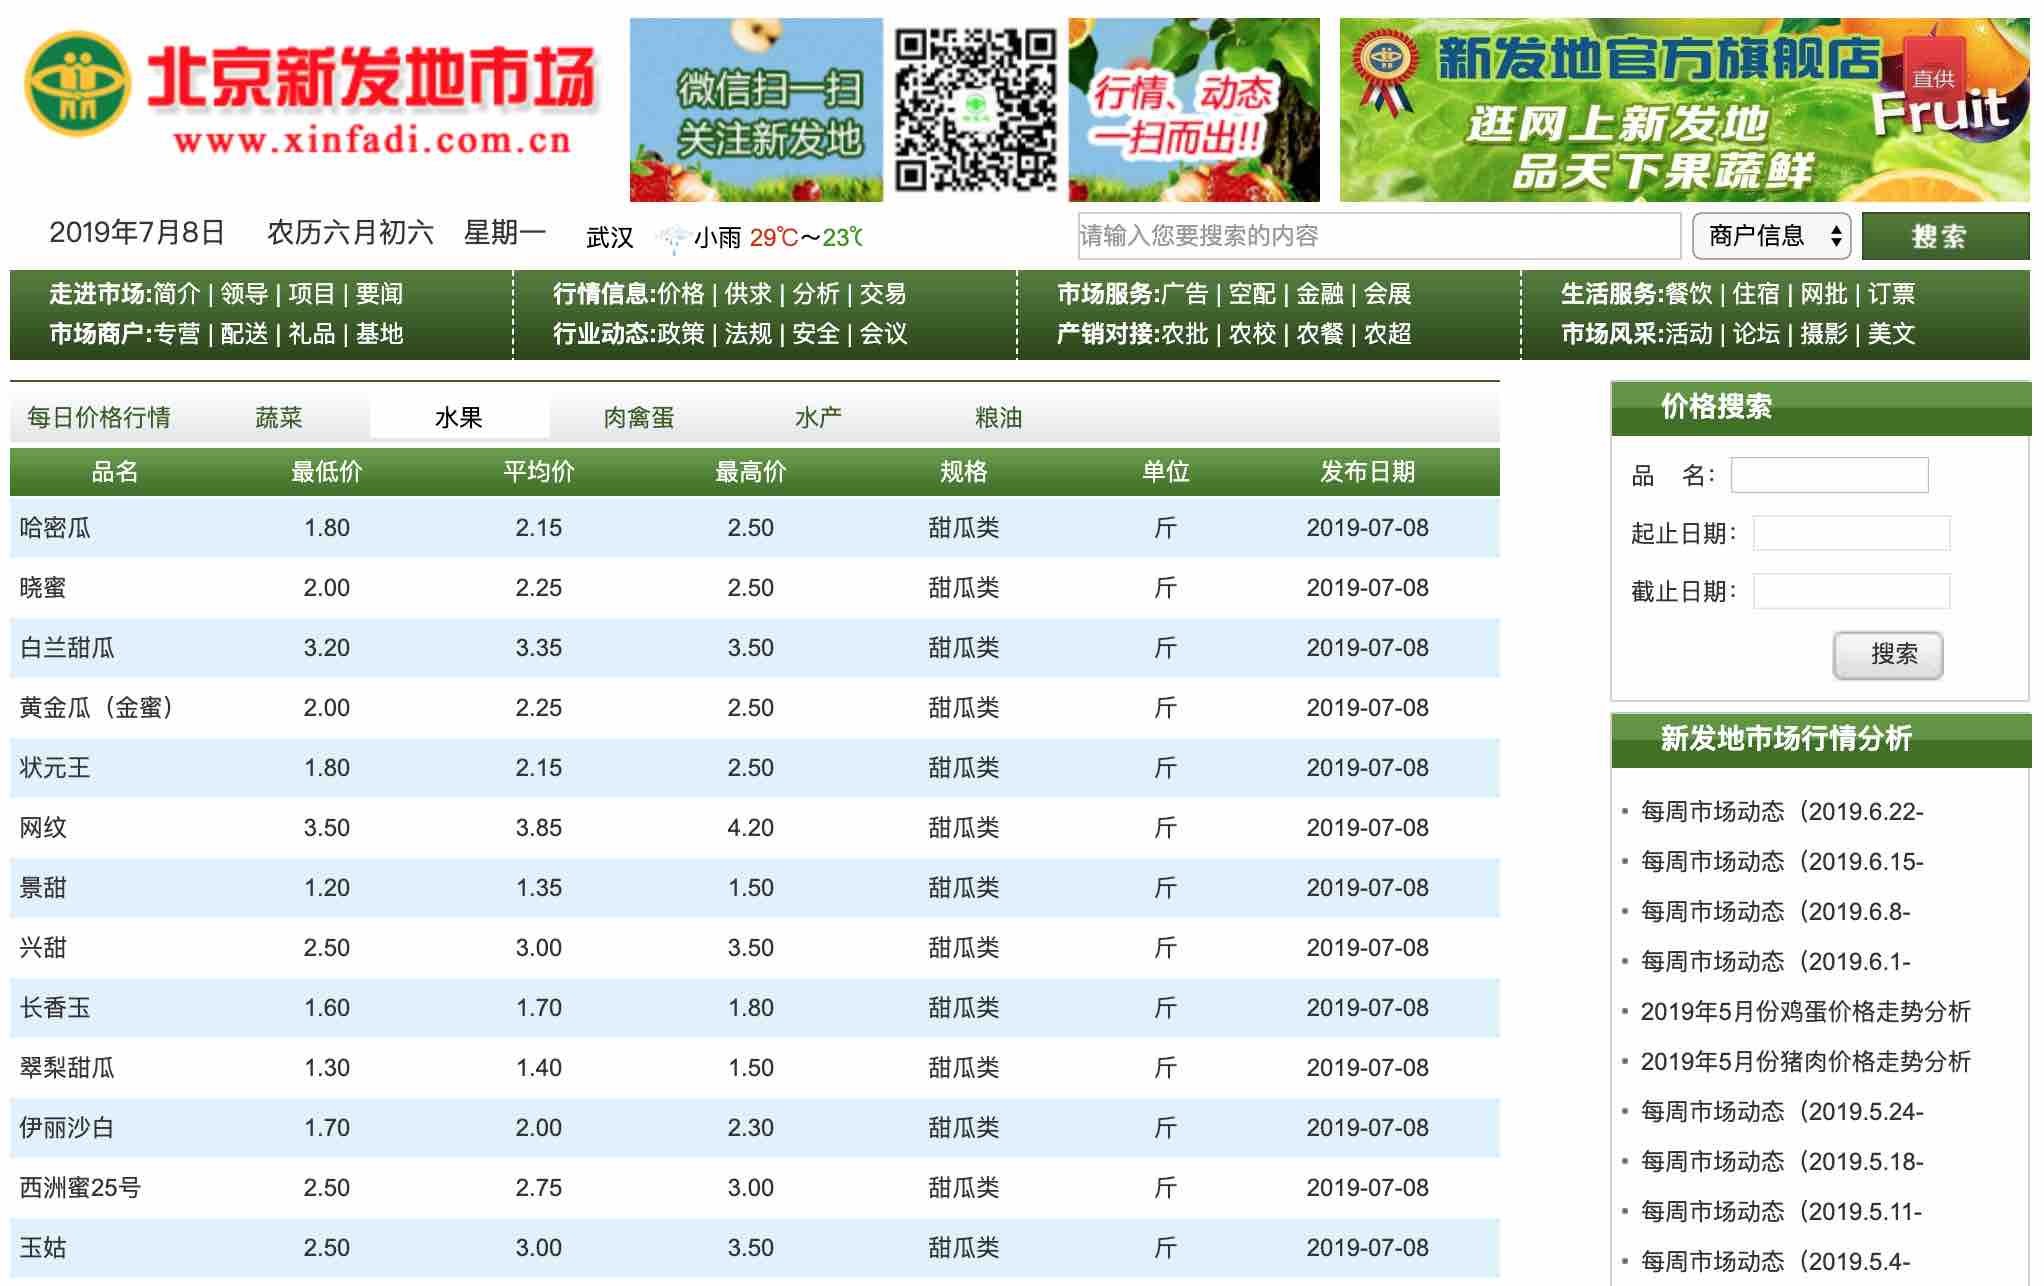 北京新发地市场
www.xinfadi.com.cn
微信扫一扫
关注新发地
行情、动态
一扫而出!!
新发地官方旗舰店
直供
Fruit
逛网上新发地
品天下果蔬鲜
2019年7月8日 农历六月初六 星期一 武汉 小雨 29℃～23℃
请输入您要搜索的内容 商户信息 搜索
走进市场:简介 | 领导 | 项目 | 要闻
市场商户:专营 | 配送 | 礼品 | 基地
行情信息:价格 | 供求 | 分析 | 交易
行业动态:政策 | 法规 | 安全 | 会议
市场服务:广告 | 空配 | 金融 | 会展
产销对接:农批 | 农校 | 农餐 | 农超
生活服务:餐饮 | 住宿 | 网批 | 订票
市场风采:活动 | 论坛 | 摄影 | 美文
每日价格行情 蔬菜 水果 肉禽蛋 水产 粮油
品名 最低价 平均价 最高价 规格 单位 发布日期
哈密瓜 1.80 2.15 2.50 甜瓜类 斤 2019-07-08
晓蜜 2.00 2.25 2.50 甜瓜类 斤 2019-07-08
白兰甜瓜 3.20 3.35 3.50 甜瓜类 斤 2019-07-08
黄金瓜（金蜜） 2.00 2.25 2.50 甜瓜类 斤 2019-07-08
状元王 1.80 2.15 2.50 甜瓜类 斤 2019-07-08
网纹 3.50 3.85 4.20 甜瓜类 斤 2019-07-08
景甜 1.20 1.35 1.50 甜瓜类 斤 2019-07-08
兴甜 2.50 3.00 3.50 甜瓜类 斤 2019-07-08
长香玉 1.60 1.70 1.80 甜瓜类 斤 2019-07-08
翠梨甜瓜 1.30 1.40 1.50 甜瓜类 斤 2019-07-08
伊丽沙白 1.70 2.00 2.30 甜瓜类 斤 2019-07-08
西洲蜜25号 2.50 2.75 3.00 甜瓜类 斤 2019-07-08
玉姑 2.50 3.00 3.50 甜瓜类 斤 2019-07-08
价格搜索
品 名：
起止日期：
截止日期：
搜索
新发地市场行情分析
每周市场动态（2019.6.22-
每周市场动态（2019.6.15-
每周市场动态（2019.6.8-
每周市场动态（2019.6.1-
2019年5月份鸡蛋价格走势分析
2019年5月份猪肉价格走势分析
每周市场动态（2019.5.24-
每周市场动态（2019.5.18-
每周市场动态（2019.5.11-
每周市场动态（2019.5.4-